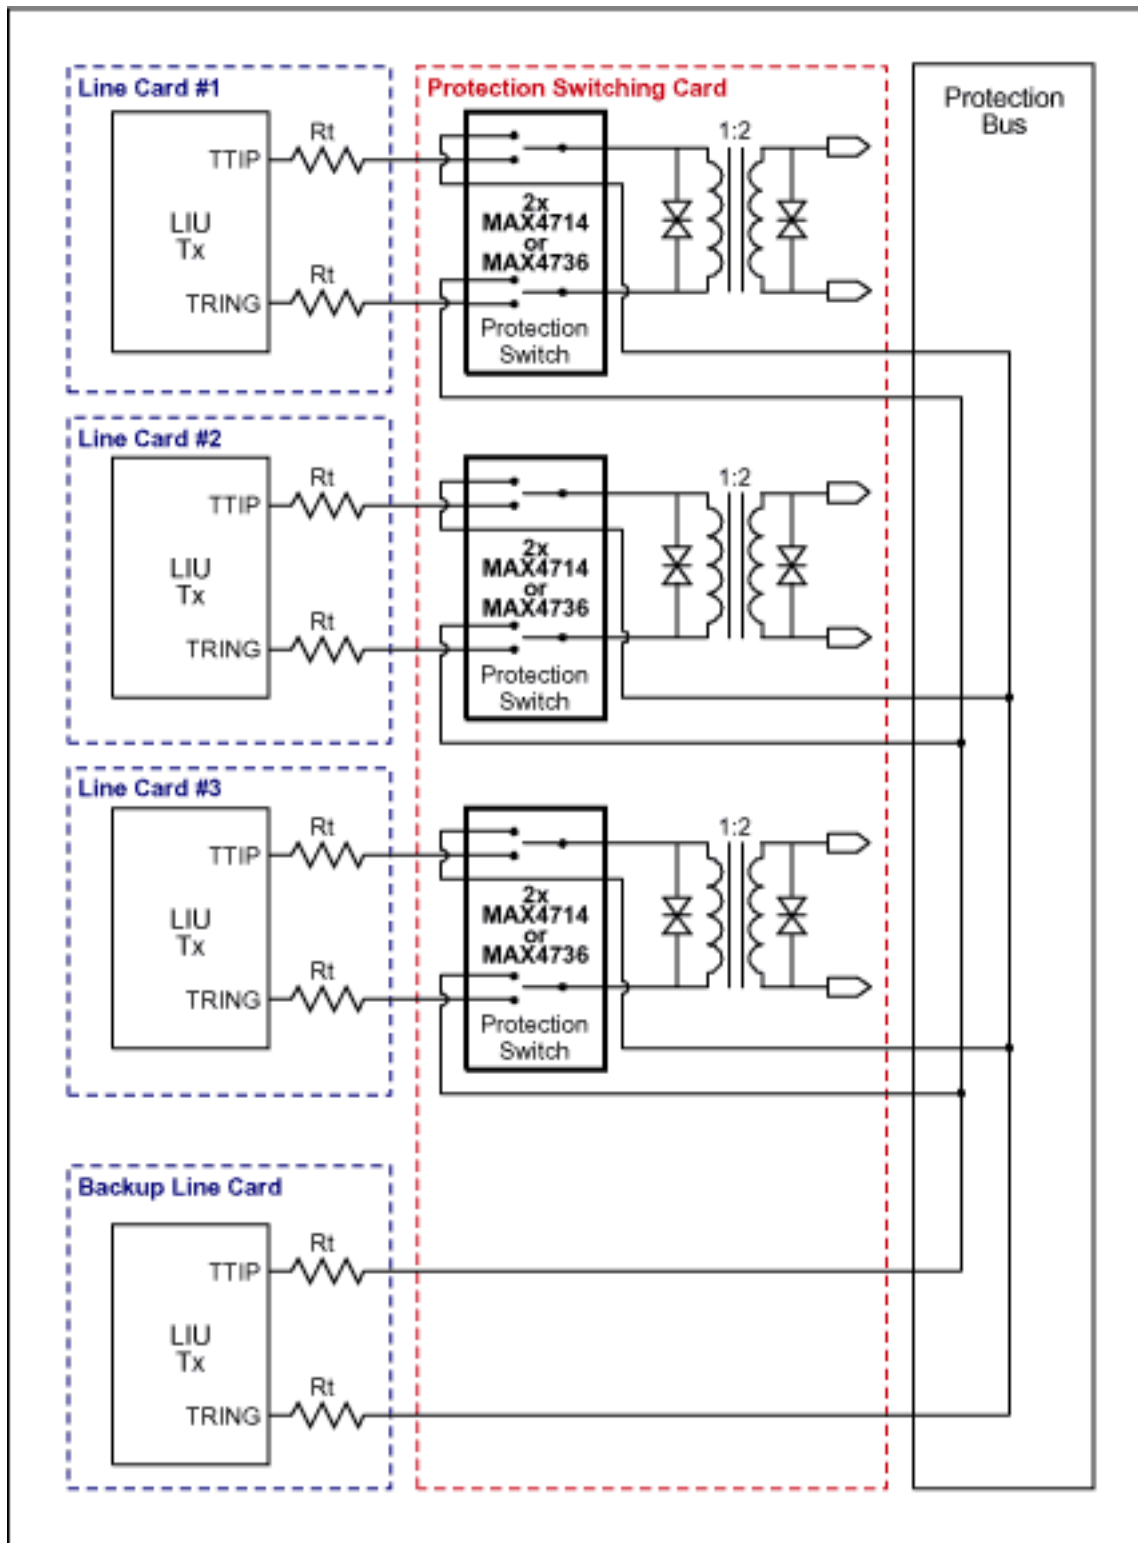 Line Card #1
Protection Switching Card
Protection
Bus
Rt
TTIP
LIU
Tx
Rt
TRING
2x
MAX4714
or
MAX4736
Protection
Switch
1:2
Line Card #2
Rt
TTIP
LIU
Tx
Rt
TRING
2x
MAX4714
or
MAX4736
Protection
Switch
1:2
Line Card #3
Rt
TTIP
LIU
Tx
Rt
TRING
2x
MAX4714
or
MAX4736
Protection
Switch
1:2
Backup Line Card
Rt
TTIP
LIU
Tx
Rt
TRING